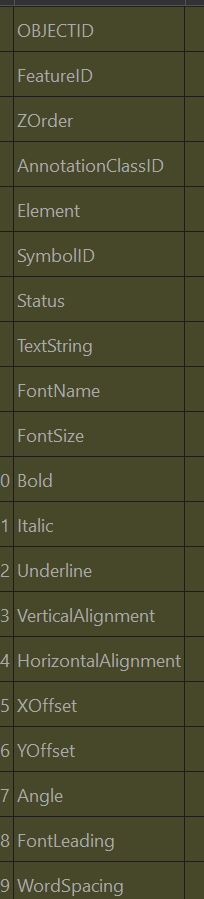 OBJECTID
FeatureID
ZOrder
AnnotationClassID
Element
SymbolID
Status
TextString
FontName
FontSize
0 Bold
1 Italic
2 Underline
3 VerticalAlignment
4 HorizontalAlignment
5 XOffset
6 YOffset
7 Angle
8 FontLeading
9 WordSpacing